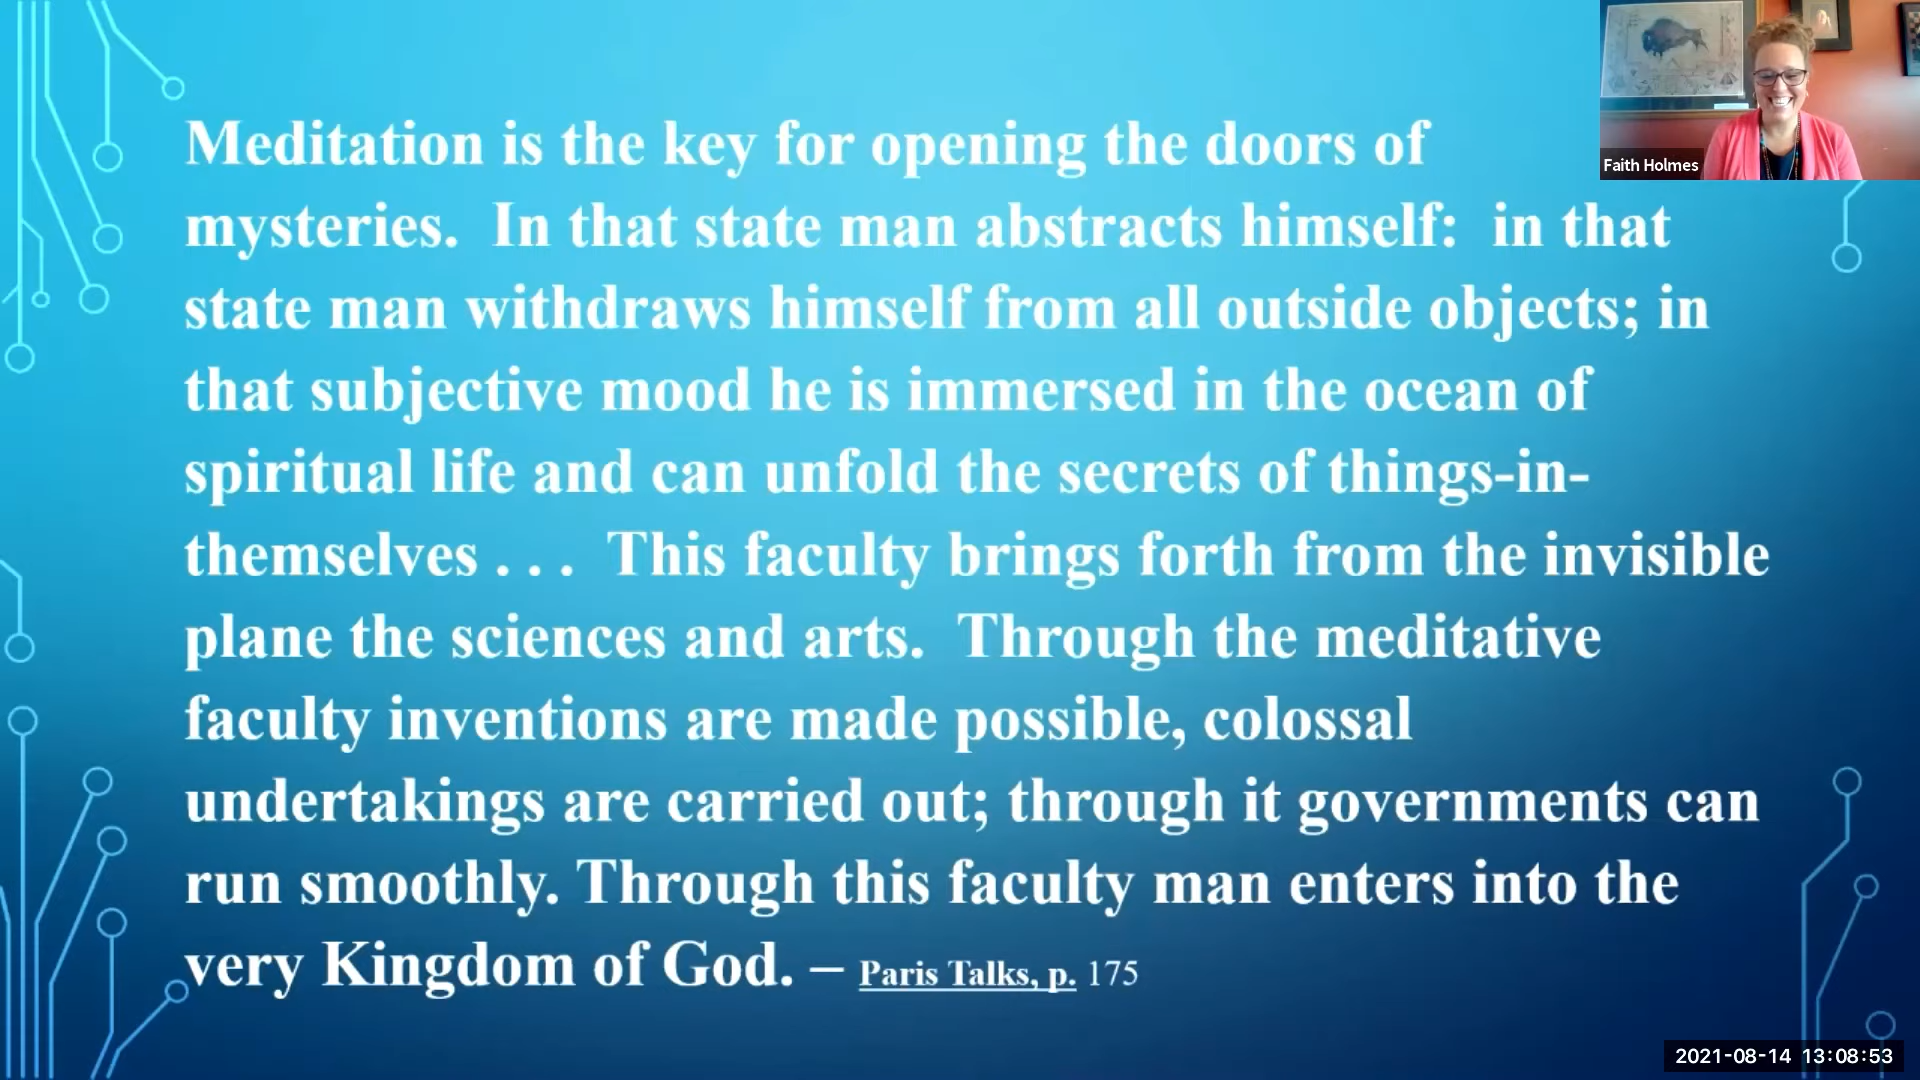 Meditation is the key for opening the doors of
mysteries.  In that state man abstracts himself:  in that
state man withdraws himself from all outside objects; in
that subjective mood he is immersed in the ocean of
spiritual life and can unfold the secrets of things-in-
themselves . . .  This faculty brings forth from the invisible
plane the sciences and arts.  Through the meditative
faculty inventions are made possible, colossal
undertakings are carried out; through it governments can
run smoothly. Through this faculty man enters into the
very Kingdom of God. – Paris Talks, p. 175
Faith Holmes
2021-08-14 13:08:53